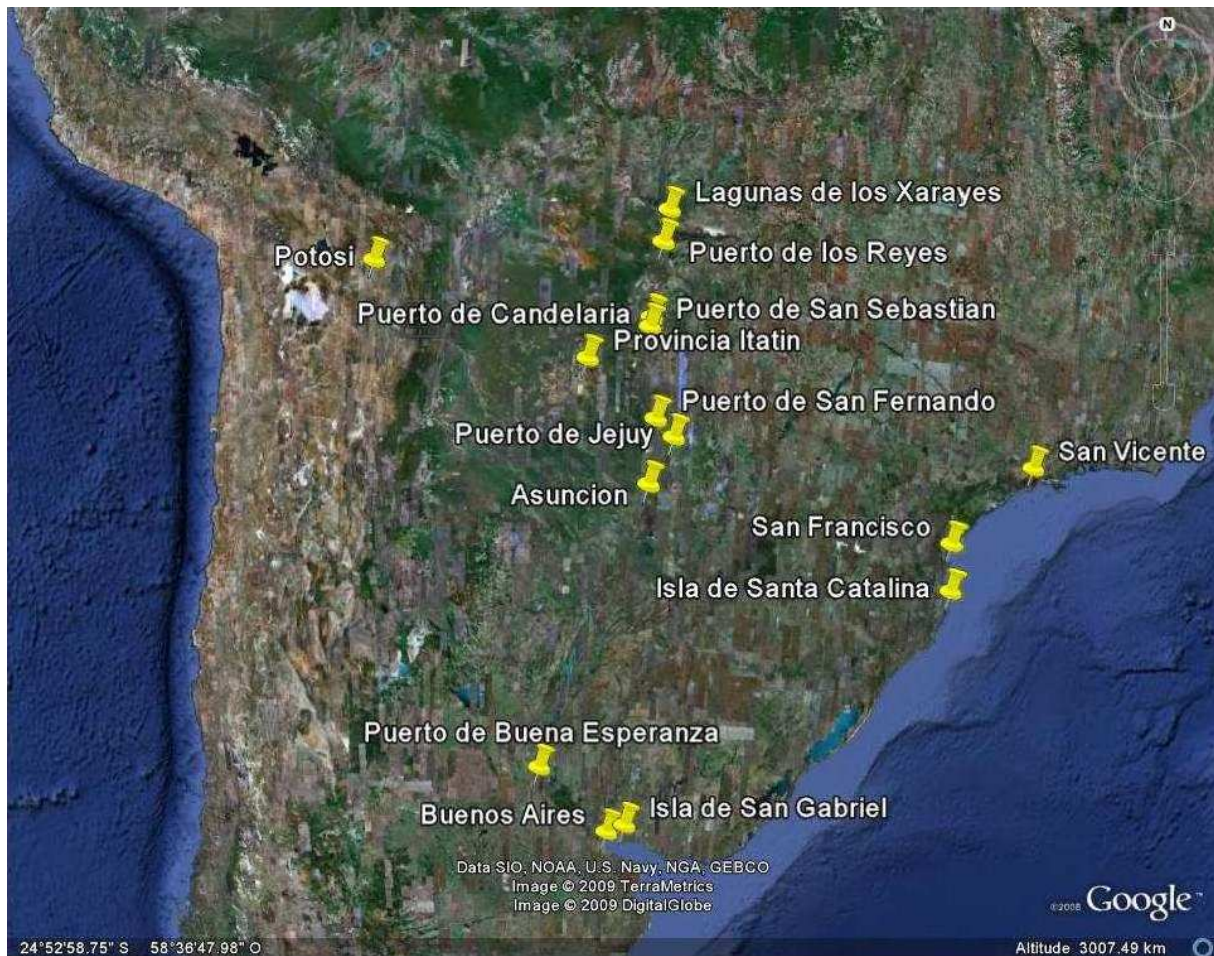 N
Lagunas de los Xarayes
Potosi
Puerto de los Reyes
Puerto de Candelaria
Puerto de San Sebastian
Provincia Itatin
Puerto de San Fernando
Puerto de Jejuy
San Vicente
Asuncion
San Francisco
Isla de Santa Catalina
Puerto de Buena Esperanza
Buenos Aires
Isla de San Gabriel
Data SIO, NOAA, U.S. Navy, NGA, GEBCO
Image © 2009 TerraMetrics
Image © 2009 DigitalGlobe
©2008 Google™
24°52'58.75" S 58°36'47.98" O
Altitude 3007.49 km